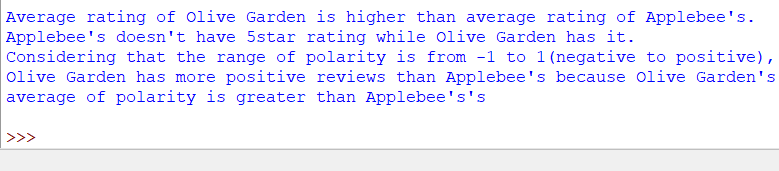 Average rating of Olive Garden is higher than average rating of Applebee's.
Applebee's doesn't have 5star rating while Olive Garden has it.
Considering that the range of polarity is from -1 to 1(negative to positive),
Olive Garden has more positive reviews than Applebee's because Olive Garden's
average of polarity is greater than Applebee's's
>>>